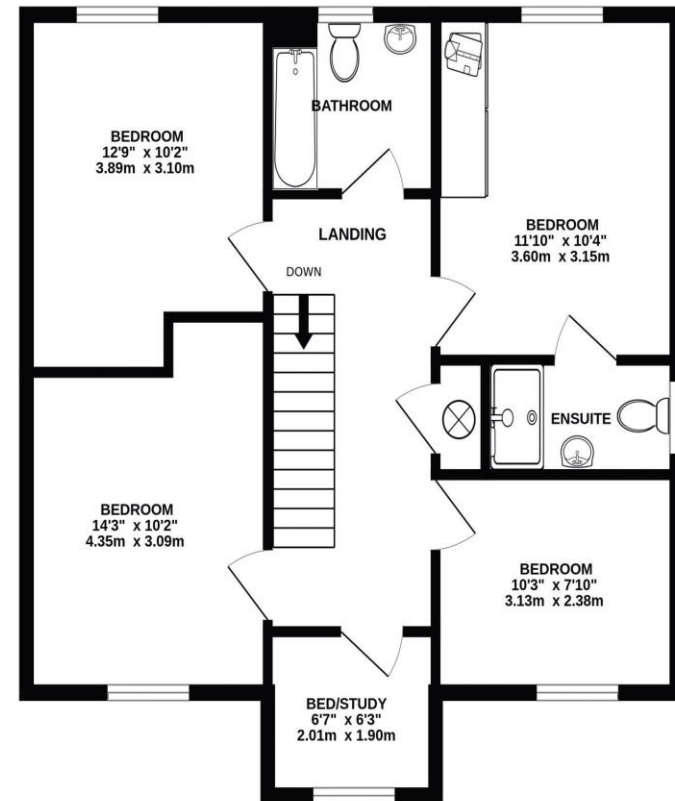 BATHROOM
BEDROOM
12'9" x 10'2"
3.89m x 3.10m
BEDROOM
11'10" x 10'4"
3.60m x 3.15m
LANDING
DOWN
ENSUITE
BEDROOM
14'3" x 10'2"
4.35m x 3.09m
BEDROOM
10'3" x 7'10"
3.13m x 2.38m
BED/STUDY
6'7" x 6'3"
2.01m x 1.90m